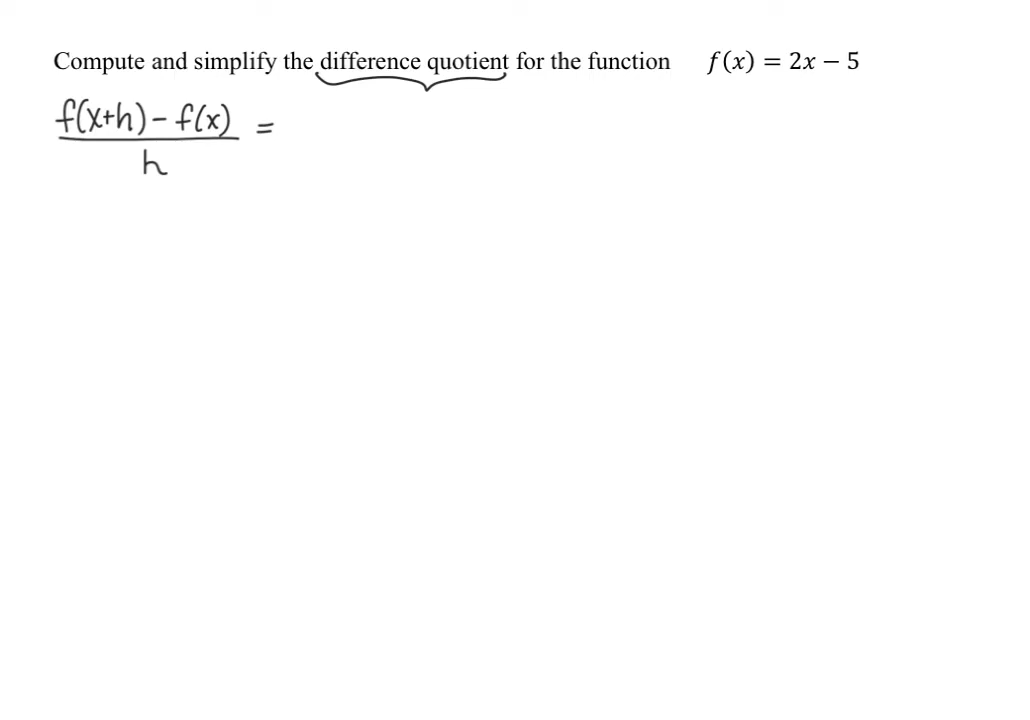 Compute and simplify the difference quotient for the function f(x) = 2x − 5
f(x+h) − f(x) =
h